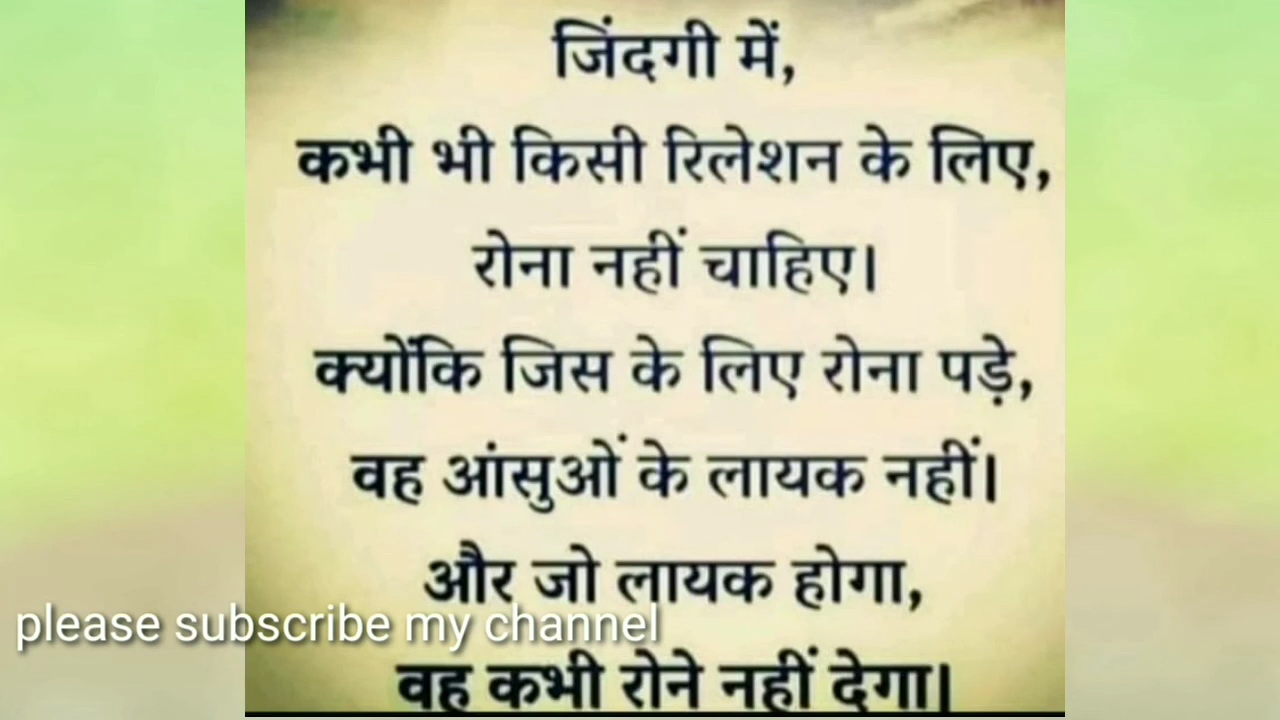 जिंदगी में,
कभी भी किसी रिलेशन के लिए,
रोना नहीं चाहिए।
क्योंकि जिस के लिए रोना पड़े,
वह आंसुओं के लायक नहीं।
और जो लायक होगा,
please subscribe my channel
वह कभी रोने नहीं देगा।